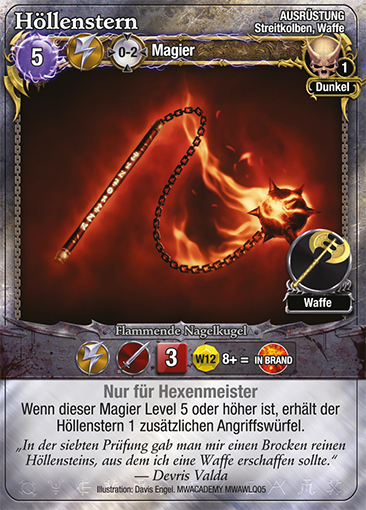 Höllenstern
AUSRÜSTUNG
Streitkolben, Waffe
5
0-2
Magier
1
Dunkel
Waffe
Flammende Nagelkugel
3
W12
8+ =
IN BRAND
Nur für Hexenmeister
Wenn dieser Magier Level 5 oder höher ist, erhält der
Höllenstern 1 zusätzlichen Angriffswürfel.
„In der siebten Prüfung gab man mir einen Brocken reinen
Höllensteins, aus dem ich eine Waffe erschaffen sollte.“
— Devris Valda
Illustration: Davis Engel. MWACADEMY MWAWLQ05